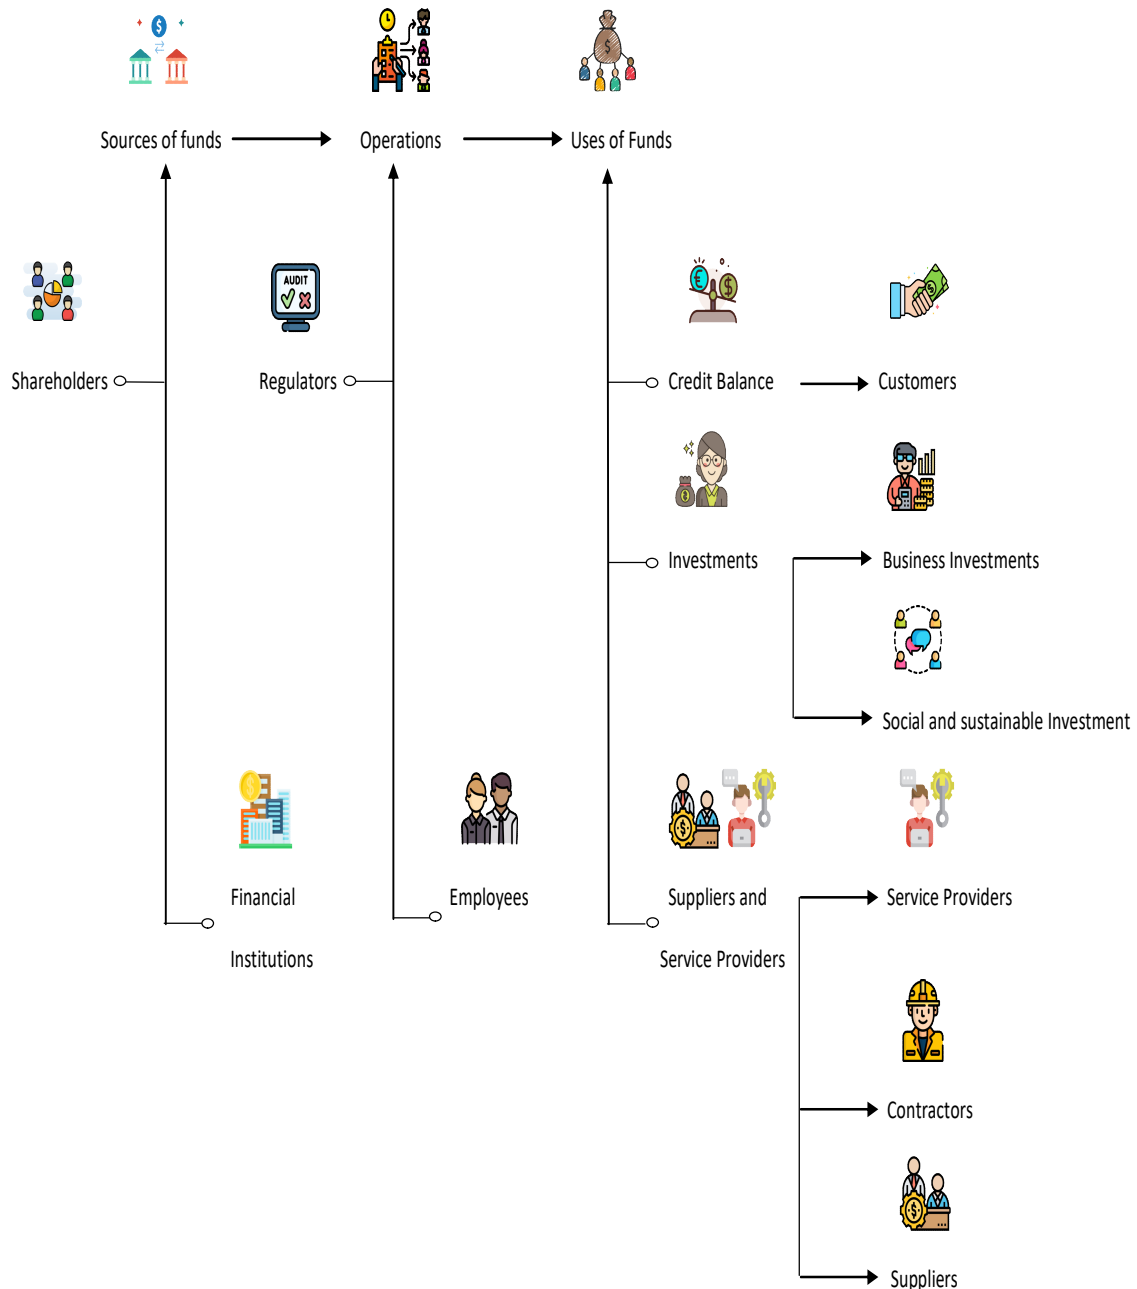 Sources of funds
Operations
Uses of Funds
AUDIT
Shareholders
Regulators
Credit Balance
Customers
Investments
Business Investments
Social and sustainable Investment
Financial
Institutions
Employees
Suppliers and
Service Providers
Service Providers
Contractors
Suppliers